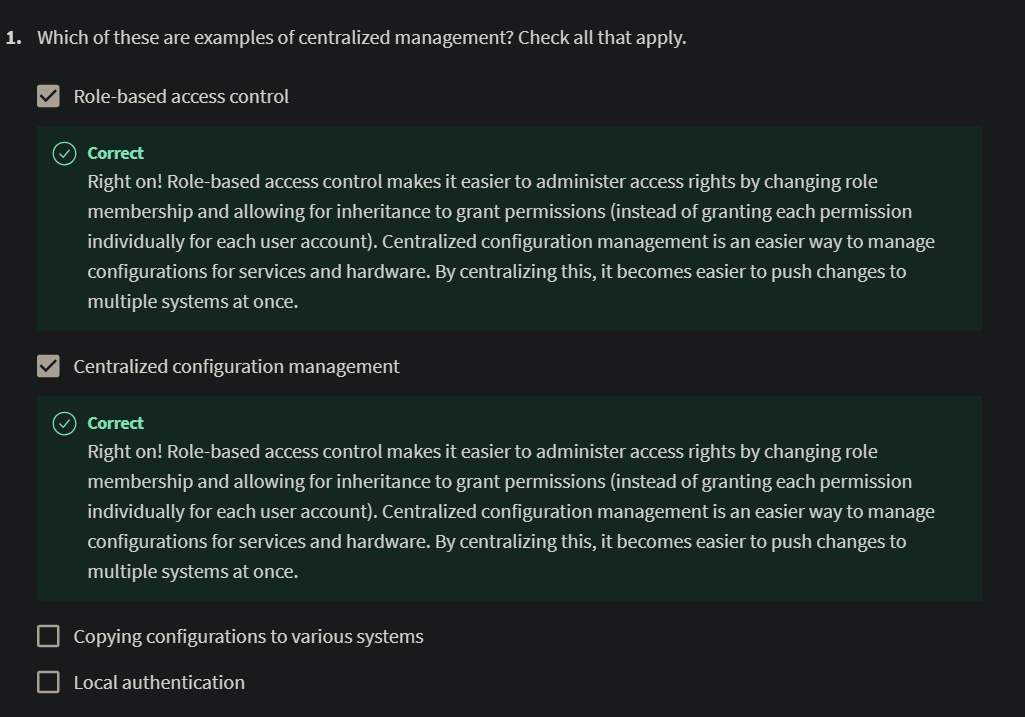 1. Which of these are examples of centralized management? Check all that apply.
Role-based access control
Correct
Right on! Role-based access control makes it easier to administer access rights by changing role
membership and allowing for inheritance to grant permissions (instead of granting each permission
individually for each user account). Centralized configuration management is an easier way to manage
configurations for services and hardware. By centralizing this, it becomes easier to push changes to
multiple systems at once.
Centralized configuration management
Correct
Right on! Role-based access control makes it easier to administer access rights by changing role
membership and allowing for inheritance to grant permissions (instead of granting each permission
individually for each user account). Centralized configuration management is an easier way to manage
configurations for services and hardware. By centralizing this, it becomes easier to push changes to
multiple systems at once.
Copying configurations to various systems
Local authentication